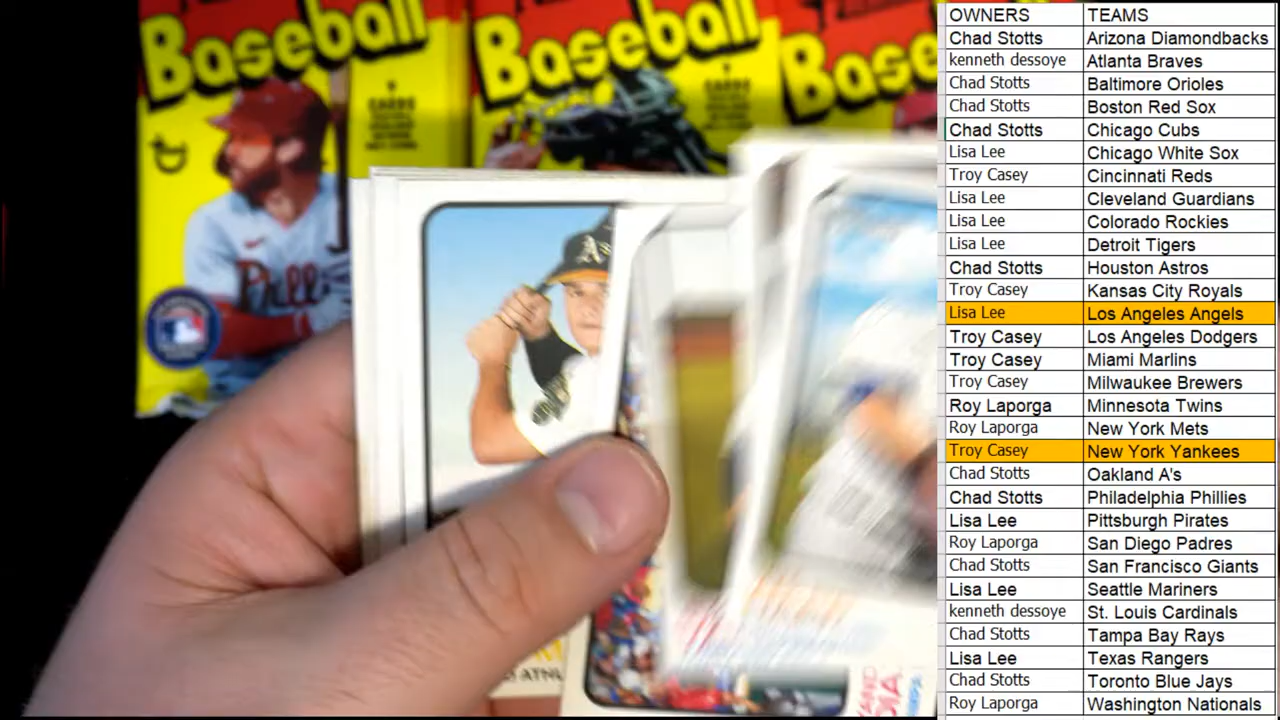 Baseball
Baseball
Base
Phill
A's
OWNERS TEAMS
Chad Stotts Arizona Diamondbacks
kenneth dessoye Atlanta Braves
Chad Stotts Baltimore Orioles
Chad Stotts Boston Red Sox
Chad Stotts Chicago Cubs
Lisa Lee Chicago White Sox
Troy Casey Cincinnati Reds
Lisa Lee Cleveland Guardians
Lisa Lee Colorado Rockies
Lisa Lee Detroit Tigers
Chad Stotts Houston Astros
Troy Casey Kansas City Royals
Lisa Lee Los Angeles Angels
Troy Casey Los Angeles Dodgers
Troy Casey Miami Marlins
Troy Casey Milwaukee Brewers
Roy Laporga Minnesota Twins
Roy Laporga New York Mets
Troy Casey New York Yankees
Chad Stotts Oakland A's
Chad Stotts Philadelphia Phillies
Lisa Lee Pittsburgh Pirates
Roy Laporga San Diego Padres
Chad Stotts San Francisco Giants
Lisa Lee Seattle Mariners
kenneth dessoye St. Louis Cardinals
Chad Stotts Tampa Bay Rays
Lisa Lee Texas Rangers
Chad Stotts Toronto Blue Jays
Roy Laporga Washington Nationals